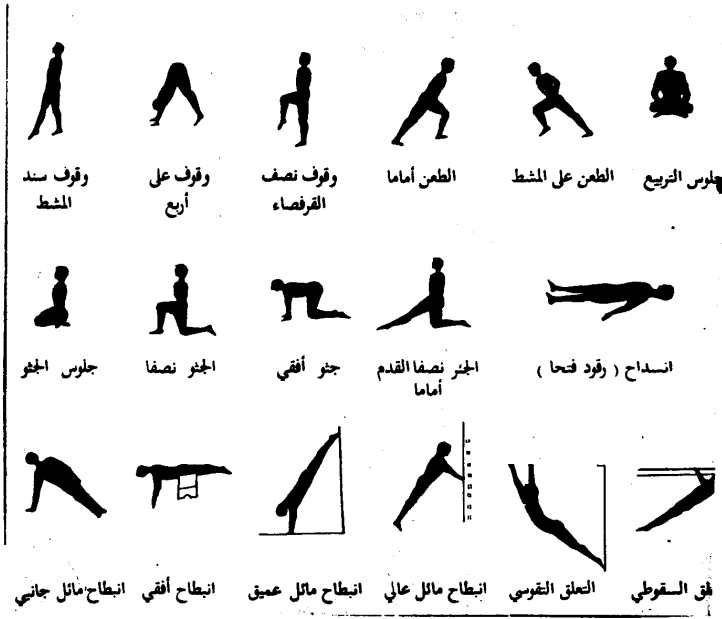 جلوس التربيع
الطعن على المشط
الطعن أماما
وقوف نصف
القرفصاء
وقوف على
أربع
وقوف سند
المشط
انسداح ( رقود فتحا )
الجثو نصفا القدم
أماما
جثو أفقي
الجثو نصفا
جلوس الجثو
السقوطي
التعلق التقوسي
انبطاح مائل عالي
انبطاح مائل عميق
انبطاح أفقي
انبطاح مائل جانبي